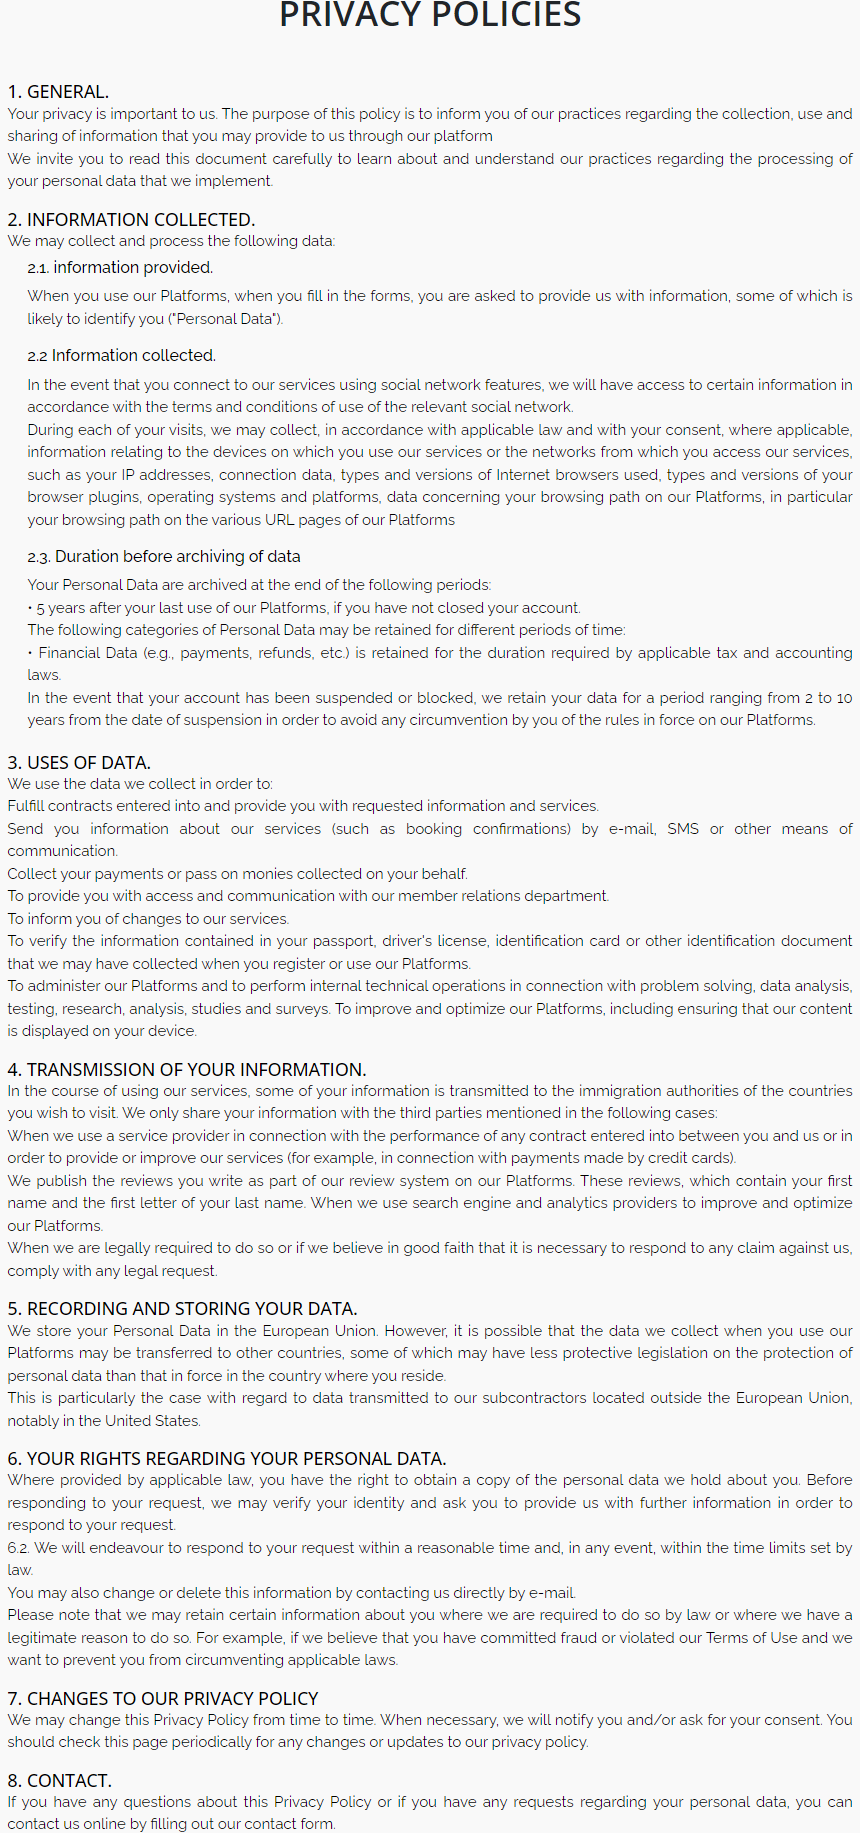 PRIVACY POLICIES
1. GENERAL.
Your privacy is important to us. The purpose of this policy is to inform you of our practices regarding the collection, use and
sharing of information that you may provide to us through our platform
We invite you to read this document carefully to learn about and understand our practices regarding the processing of
your personal data that we implement.
2. INFORMATION COLLECTED.
We may collect and process the following data:
2.1. information provided.
When you use our Platforms, when you fill in the forms, you are asked to provide us with information, some of which is
likely to identify you ("Personal Data").
2.2 Information collected.
In the event that you connect to our services using social network features, we will have access to certain information in
accordance with the terms and conditions of use of the relevant social network.
During each of your visits, we may collect, in accordance with applicable law and with your consent, where applicable,
information relating to the devices on which you use our services or the networks from which you access our services,
such as your IP addresses, connection data, types and versions of Internet browsers used, types and versions of your
browser plugins, operating systems and platforms, data concerning your browsing path on our Platforms, in particular
your browsing path on the various URL pages of our Platforms
2.3. Duration before archiving of data
Your Personal Data are archived at the end of the following periods:
• 5 years after your last use of our Platforms, if you have not closed your account.
The following categories of Personal Data may be retained for different periods of time:
• Financial Data (e.g., payments, refunds, etc.) is retained for the duration required by applicable tax and accounting
laws.
In the event that your account has been suspended or blocked, we retain your data for a period ranging from 2 to 10
years from the date of suspension in order to avoid any circumvention by you of the rules in force on our Platforms.
3. USES OF DATA.
We use the data we collect in order to:
Fulfill contracts entered into and provide you with requested information and services.
Send you information about our services (such as booking confirmations) by e-mail, SMS or other means of
communication.
Collect your payments or pass on monies collected on your behalf.
To provide you with access and communication with our member relations department.
To inform you of changes to our services.
To verify the information contained in your passport, driver's license, identification card or other identification document
that we may have collected when you register or use our Platforms.
To administer our Platforms and to perform internal technical operations in connection with problem solving, data analysis,
testing, research, analysis, studies and surveys. To improve and optimize our Platforms, including ensuring that our content
is displayed on your device.
4. TRANSMISSION OF YOUR INFORMATION.
In the course of using our services, some of your information is transmitted to the immigration authorities of the countries
you wish to visit. We only share your information with the third parties mentioned in the following cases:
When we use a service provider in connection with the performance of any contract entered into between you and us or in
order to provide or improve our services (for example, in connection with payments made by credit cards).
We publish the reviews you write as part of our review system on our Platforms. These reviews, which contain your first
name and the first letter of your last name. When we use search engine and analytics providers to improve and optimize
our Platforms.
When we are legally required to do so or if we believe in good faith that it is necessary to respond to any claim against us,
comply with any legal request.
5. RECORDING AND STORING YOUR DATA.
We store your Personal Data in the European Union. However, it is possible that the data we collect when you use our
Platforms may be transferred to other countries, some of which may have less protective legislation on the protection of
personal data than that in force in the country where you reside.
This is particularly the case with regard to data transmitted to our subcontractors located outside the European Union,
notably in the United States.
6. YOUR RIGHTS REGARDING YOUR PERSONAL DATA.
Where provided by applicable law, you have the right to obtain a copy of the personal data we hold about you. Before
responding to your request, we may verify your identity and ask you to provide us with further information in order to
respond to your request.
6.2. We will endeavour to respond to your request within a reasonable time and, in any event, within the time limits set by
law.
You may also change or delete this information by contacting us directly by e-mail.
Please note that we may retain certain information about you where we are required to do so by law or where we have a
legitimate reason to do so. For example, if we believe that you have committed fraud or violated our Terms of Use and we
want to prevent you from circumventing applicable laws.
7. CHANGES TO OUR PRIVACY POLICY
We may change this Privacy Policy from time to time. When necessary, we will notify you and/or ask for your consent. You
should check this page periodically for any changes or updates to our privacy policy.
8. CONTACT.
If you have any questions about this Privacy Policy or if you have any requests regarding your personal data, you can
contact us online by filling out our contact form.